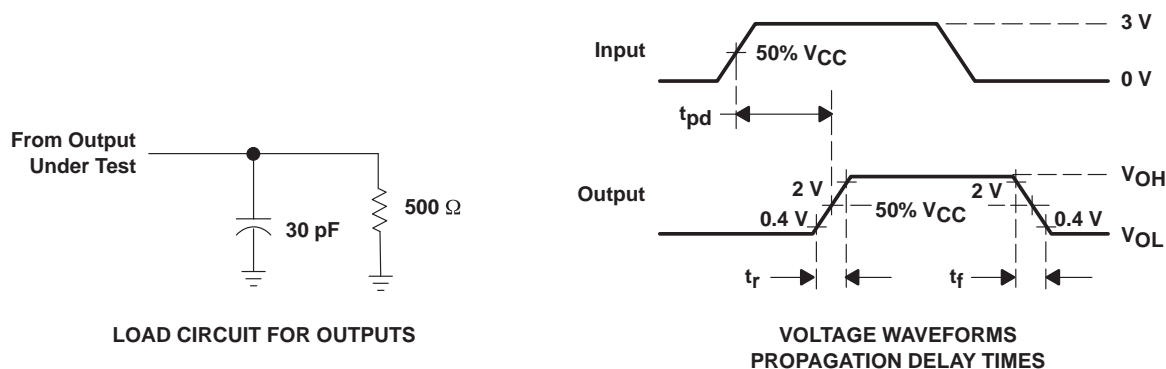 From Output
Under Test
30 pF
500 Ω
LOAD CIRCUIT FOR OUTPUTS
Input
50% VCC
3 V
0 V
tpd
Output
2 V
0.4 V
50% VCC
2 V
0.4 V
VOH
VOL
tr
tf
VOLTAGE WAVEFORMS
PROPAGATION DELAY TIMES